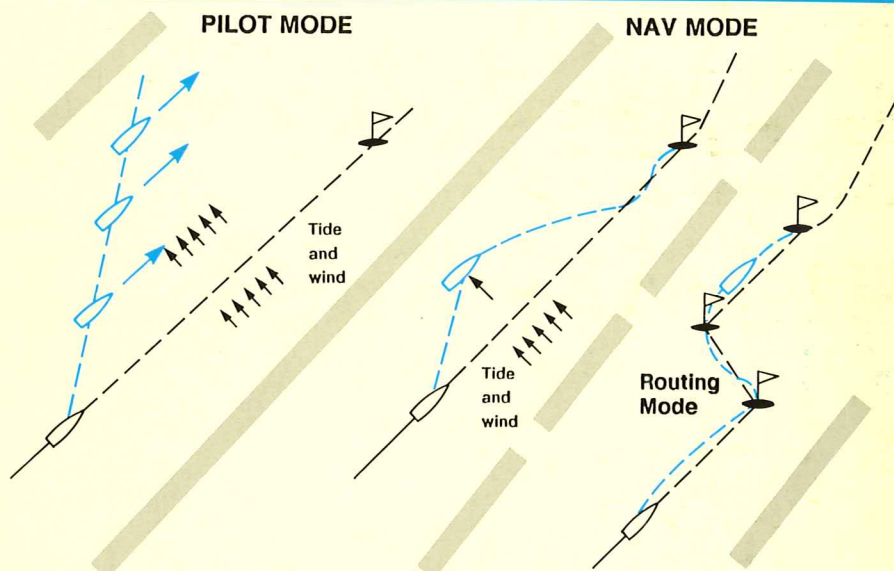 PILOT MODE
NAV MODE
Tide
and
wind
Tide
and
wind
Routing
Mode